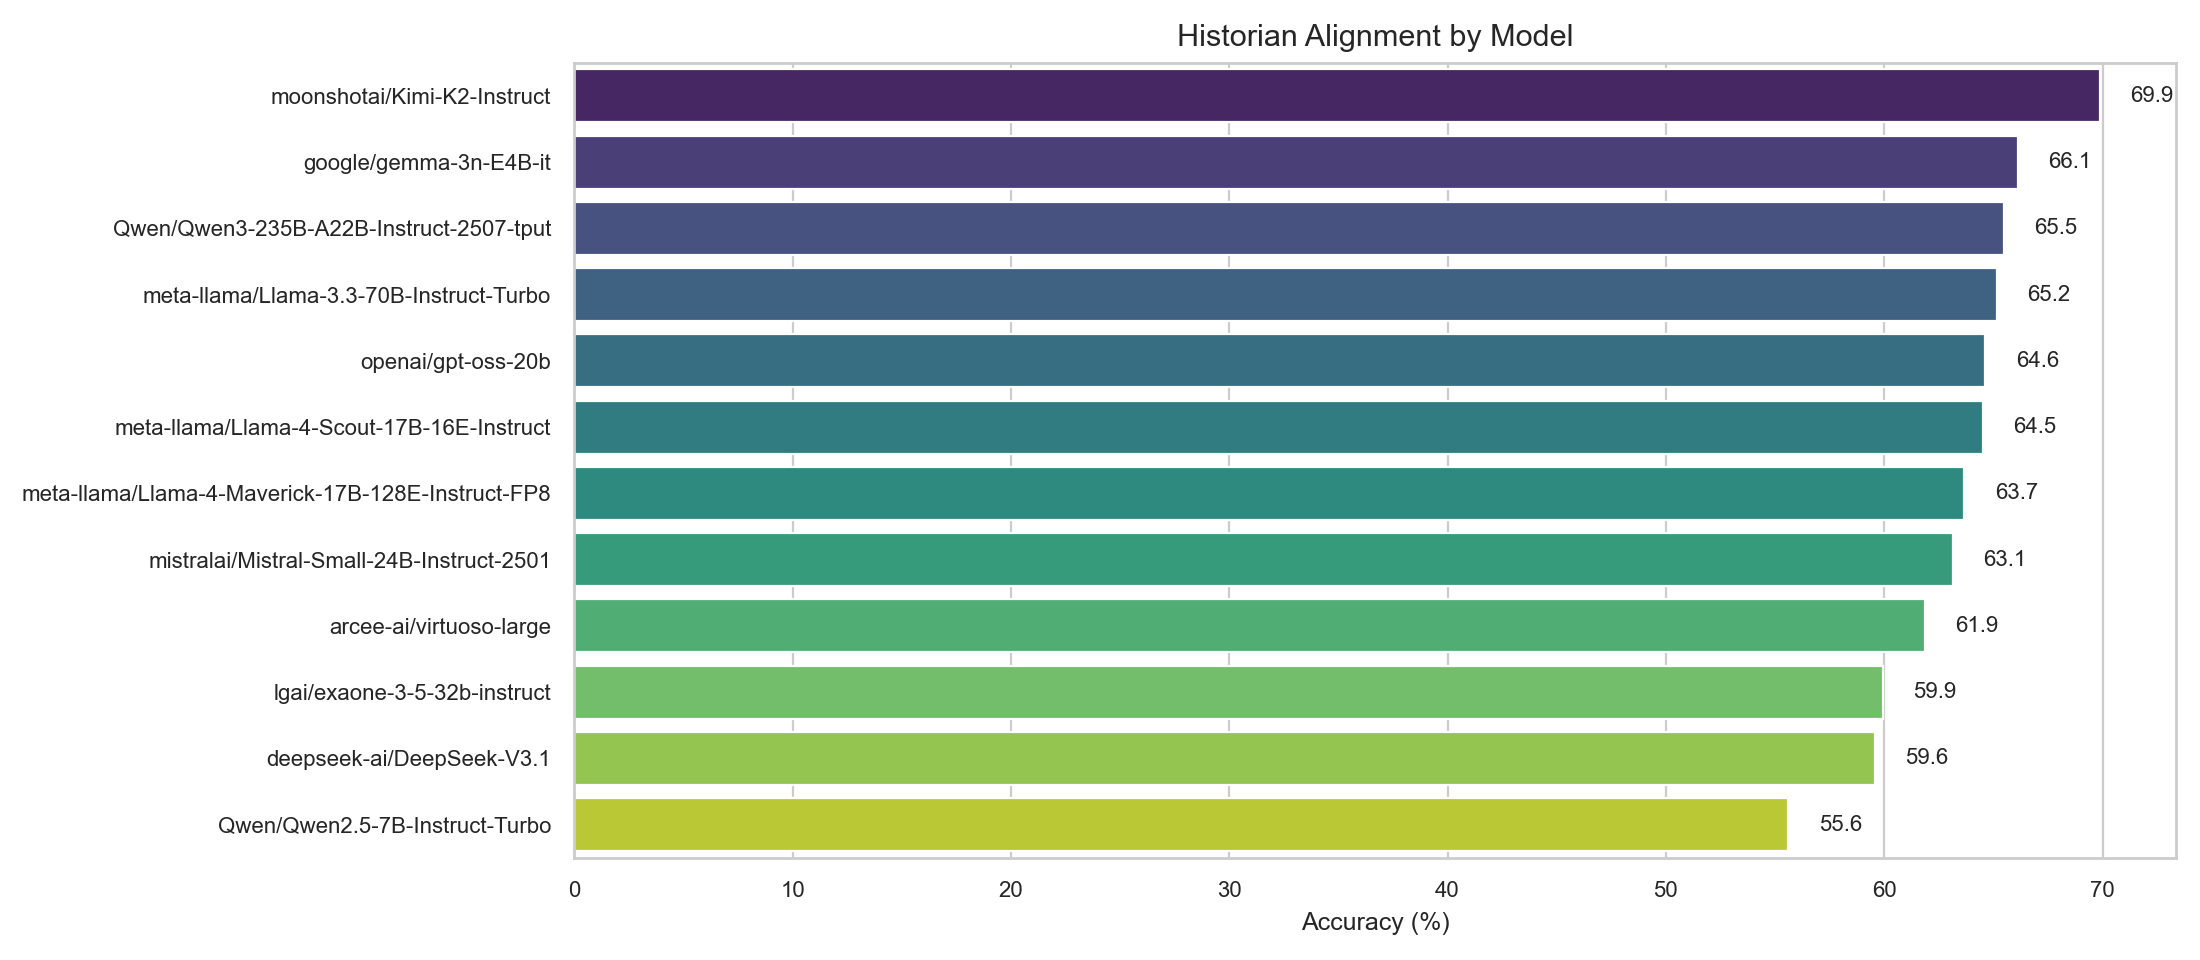 Historian Alignment by Model
moonshotai/Kimi-K2-Instruct 69.9
google/gemma-3n-E4B-it 66.1
Qwen/Qwen3-235B-A22B-Instruct-2507-tput 65.5
meta-llama/Llama-3.3-70B-Instruct-Turbo 65.2
openai/gpt-oss-20b 64.6
meta-llama/Llama-4-Scout-17B-16E-Instruct 64.5
meta-llama/Llama-4-Maverick-17B-128E-Instruct-FP8 63.7
mistralai/Mistral-Small-24B-Instruct-2501 63.1
arcee-ai/virtuoso-large 61.9
lgai/exaone-3-5-32b-instruct 59.9
deepseek-ai/DeepSeek-V3.1 59.6
Qwen/Qwen2.5-7B-Instruct-Turbo 55.6
0 10 20 30 40 50 60 70
Accuracy (%)